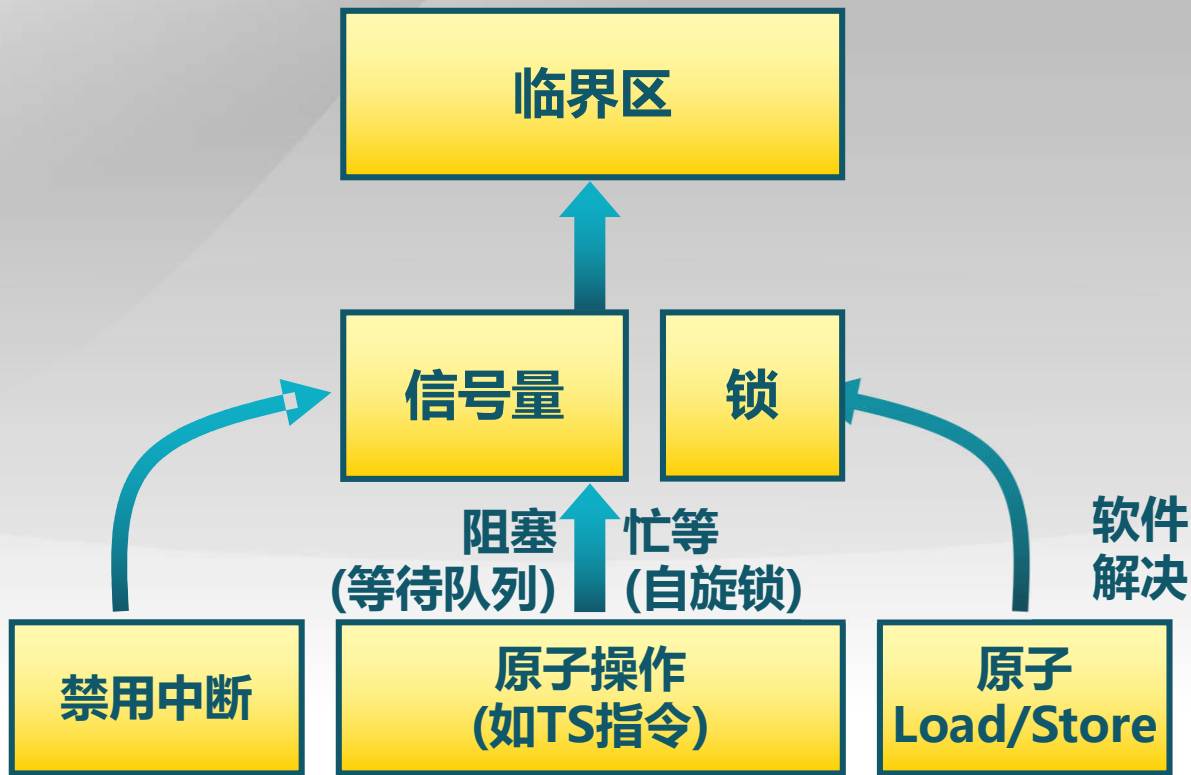 临界区
信号量
锁
阻塞
(等待队列)
忙等
(自旋锁)
软件
解决
禁用中断
原子操作
(如TS指令)
原子
Load/Store